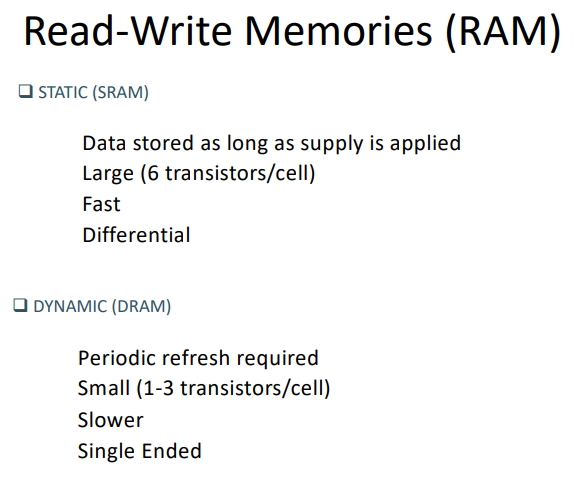 Read-Write Memories (RAM)
❑ STATIC (SRAM)
Data stored as long as supply is applied
Large (6 transistors/cell)
Fast
Differential
❑ DYNAMIC (DRAM)
Periodic refresh required
Small (1-3 transistors/cell)
Slower
Single Ended